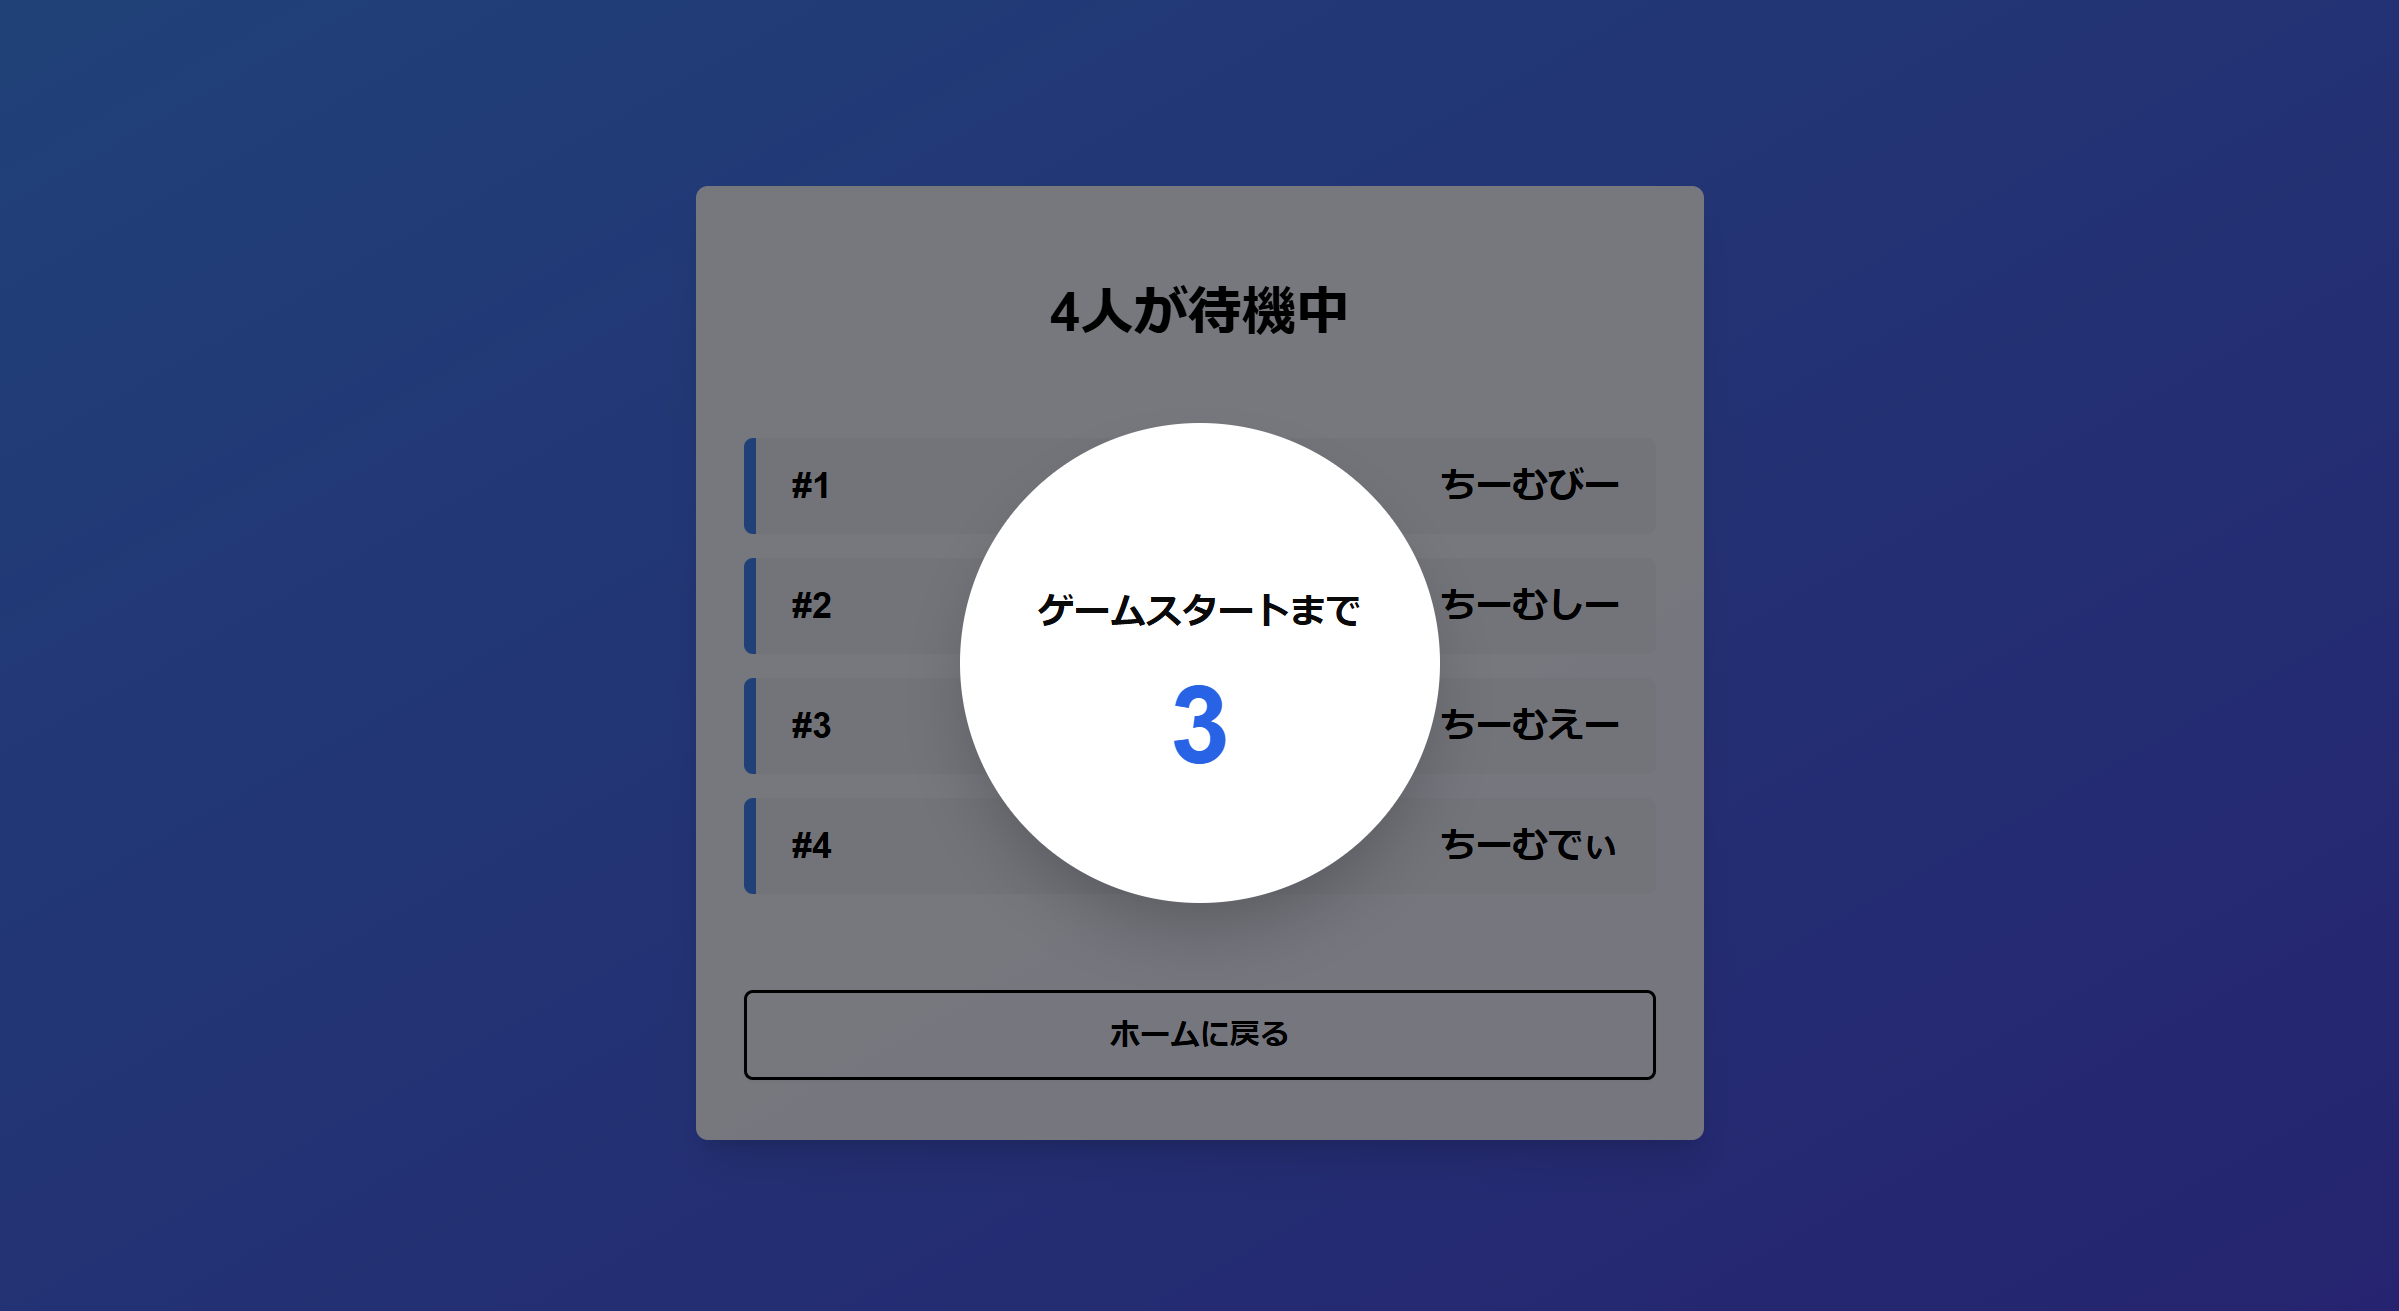 4人が待機中
#1 ちーむびー
#2 ちーむしー
ゲームスタートまで
3
#3 ちーむえー
#4 ちーむでぃ
ホームに戻る